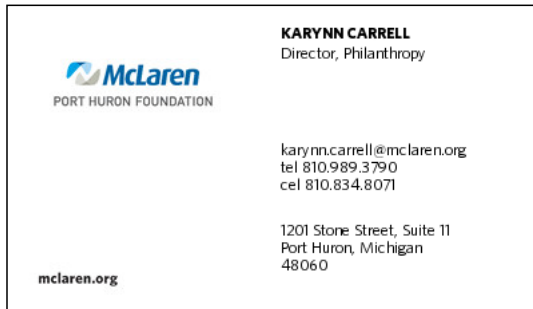 KARYNN CARRELL
Director, Philanthropy
McLaren
PORT HURON FOUNDATION
karynn.carrell@mclaren.org
tel 810.989.3790
cel 810.834.8071
1201 Stone Street, Suite 11
Port Huron, Michigan
48060
mclaren.org